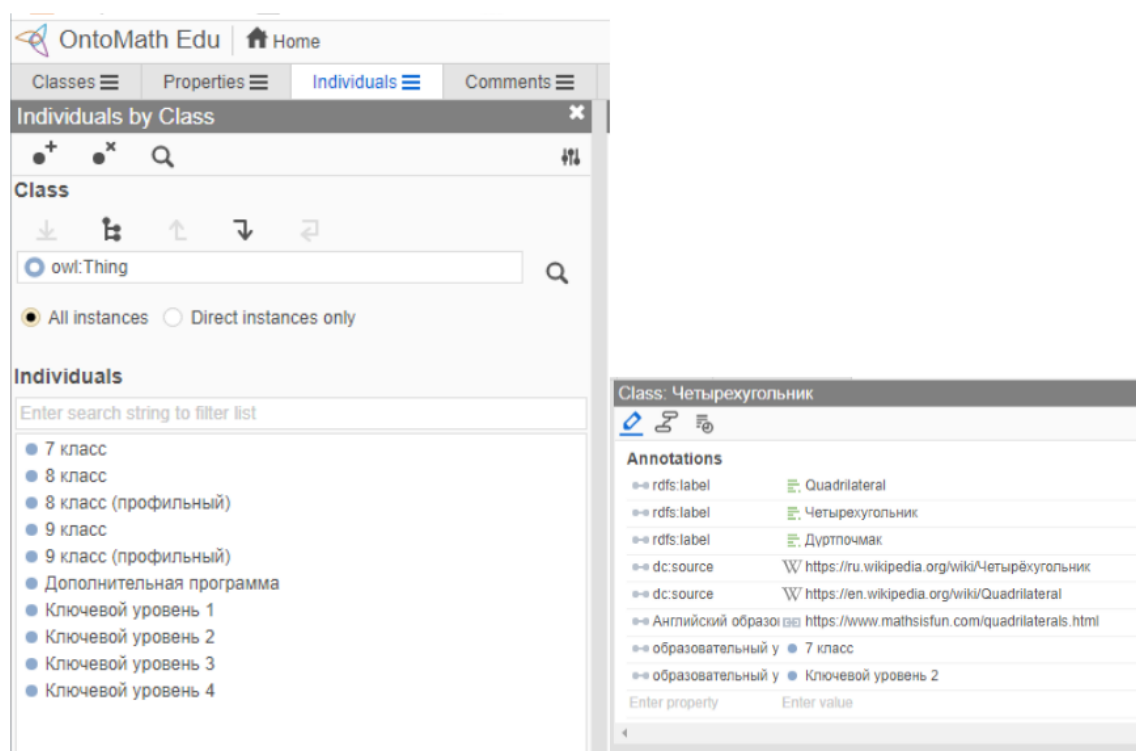 OntoMath Edu Home
Classes Properties Individuals Comments
Individuals by Class
Class
owl:Thing
All instances Direct instances only
Individuals
Enter search string to filter list
7 класс
8 класс
8 класс (профильный)
9 класс
9 класс (профильный)
Дополнительная программа
Ключевой уровень 1
Ключевой уровень 2
Ключевой уровень 3
Ключевой уровень 4
Class: Четырехугольник
Annotations
rdfs:label Quadrilateral
rdfs:label Четырехугольник
rdfs:label Дуртпочмак
dc:source https://ru.wikipedia.org/wiki/Четырёхугольник
dc:source https://en.wikipedia.org/wiki/Quadrilateral
Английский образо https://www.mathsisfun.com/quadrilaterals.html
образовательный у 7 класс
образовательный у Ключевой уровень 2
Enter property Enter value